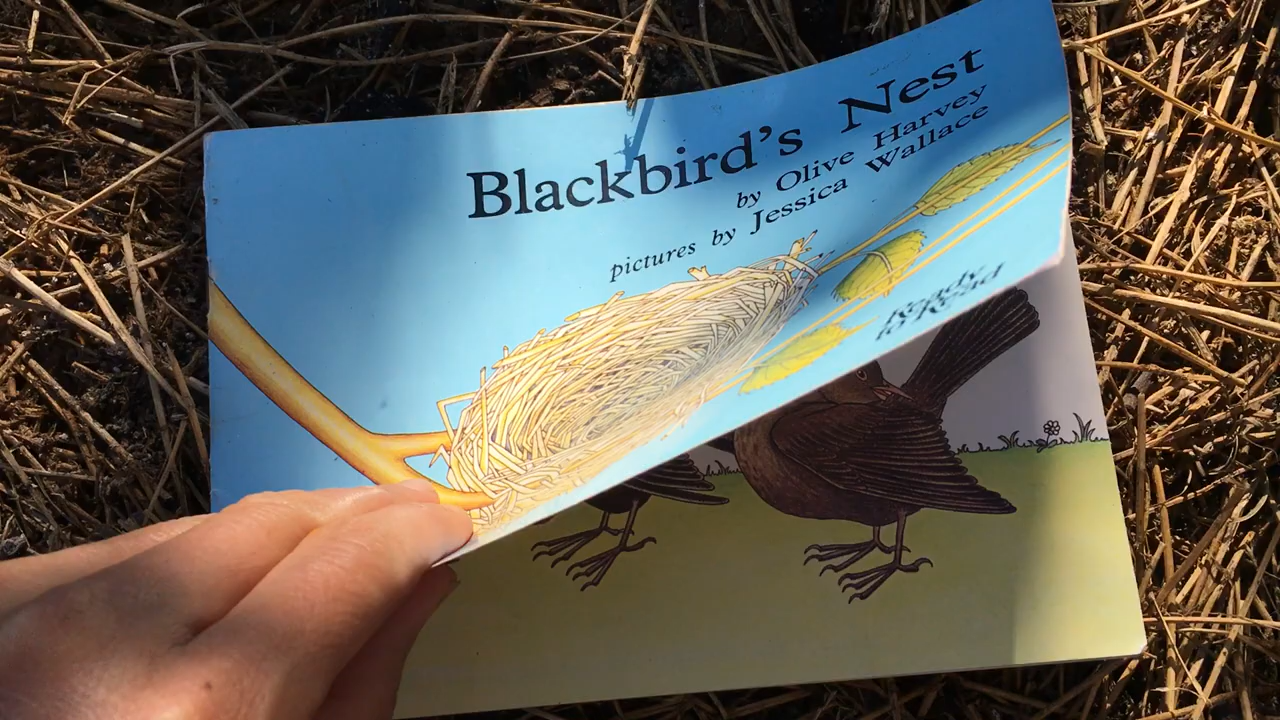 Blackbird's Nest
by Olive Harvey
pictures by Jessica Wallace
Ready
to Read